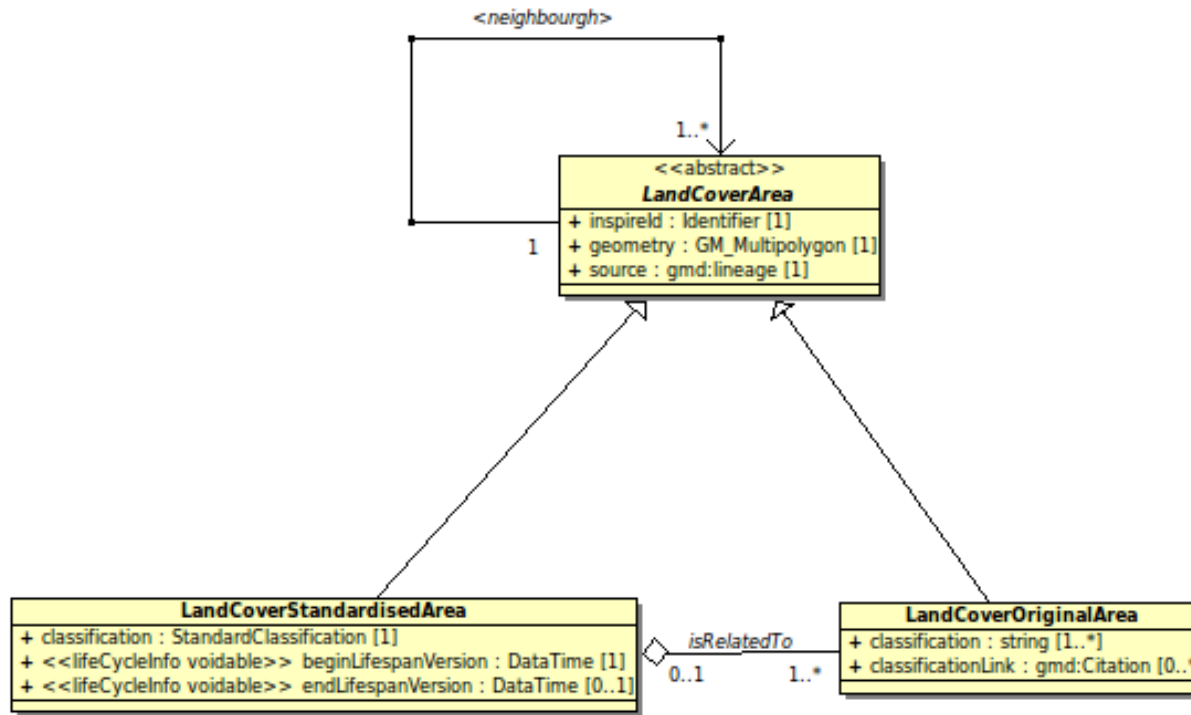 <neighbourgh>
1..*
<<abstract>>
LandCoverArea
+ inspireId : Identifier [1]
+ geometry : GM_Multipolygon [1]
+ source : gmd:lineage [1]
1
LandCoverStandardisedArea
+ classification : StandardClassification [1]
+ <<lifeCycleInfo voidable>> beginLifespanVersion : DataTime [1]
+ <<lifeCycleInfo voidable>> endLifespanVersion : DataTime [0..1]
isRelatedTo
0..1
1..*
LandCoverOriginalArea
+ classification : string [1..*]
+ classificationLink : gmd:Citation [0..*